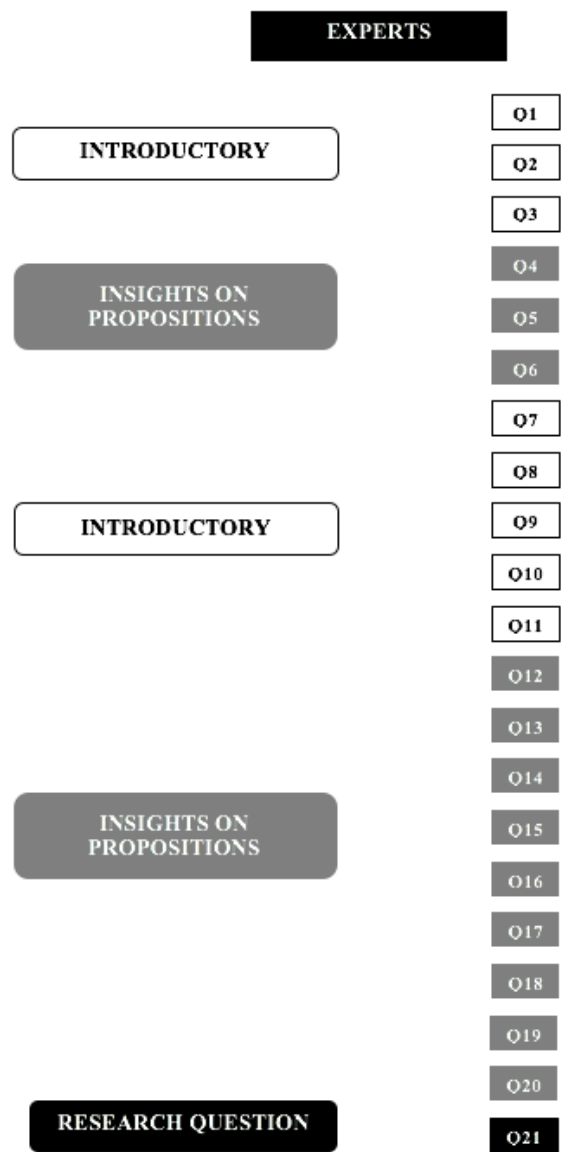 EXPERTS
Q1
INTRODUCTORY
Q2
Q3
Q4
INSIGHTS ON
PROPOSITIONS
Q5
Q6
Q7
Q8
INTRODUCTORY
Q9
Q10
Q11
Q12
Q13
Q14
INSIGHTS ON
PROPOSITIONS
Q15
Q16
Q17
Q18
Q19
Q20
RESEARCH QUESTION
Q21